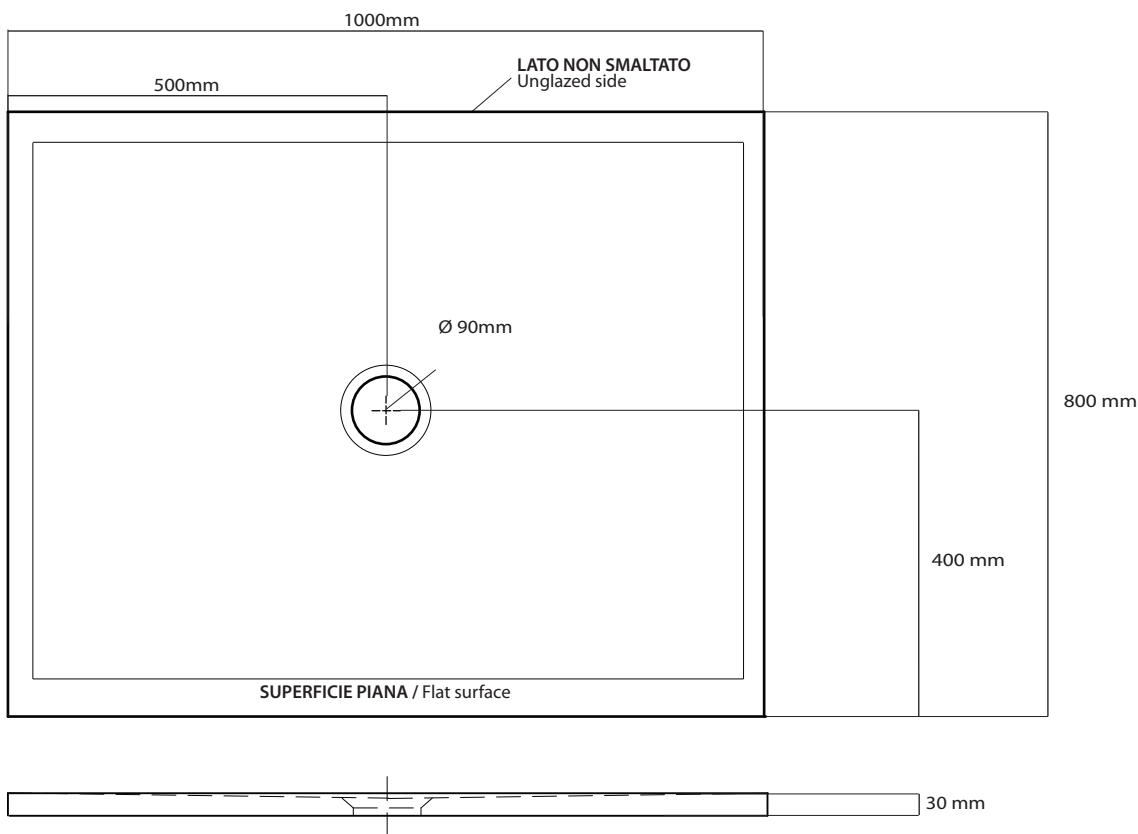 1000mm
LATO NON SMALTATO
Unglazed side
500mm
Ø 90mm
800 mm
400 mm
SUPERFICIE PIANA / Flat surface
30 mm